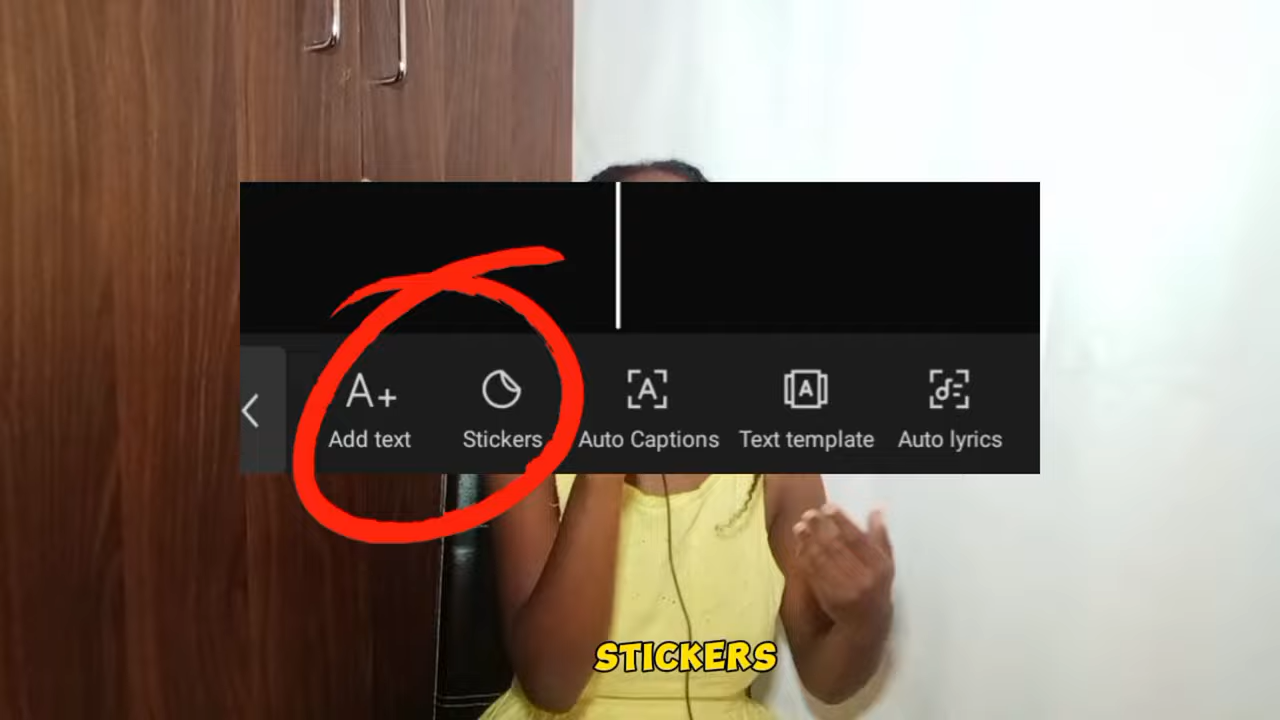 A+
Add text
Stickers
A
Auto Captions
A
Text template
Auto lyrics
STICKERS